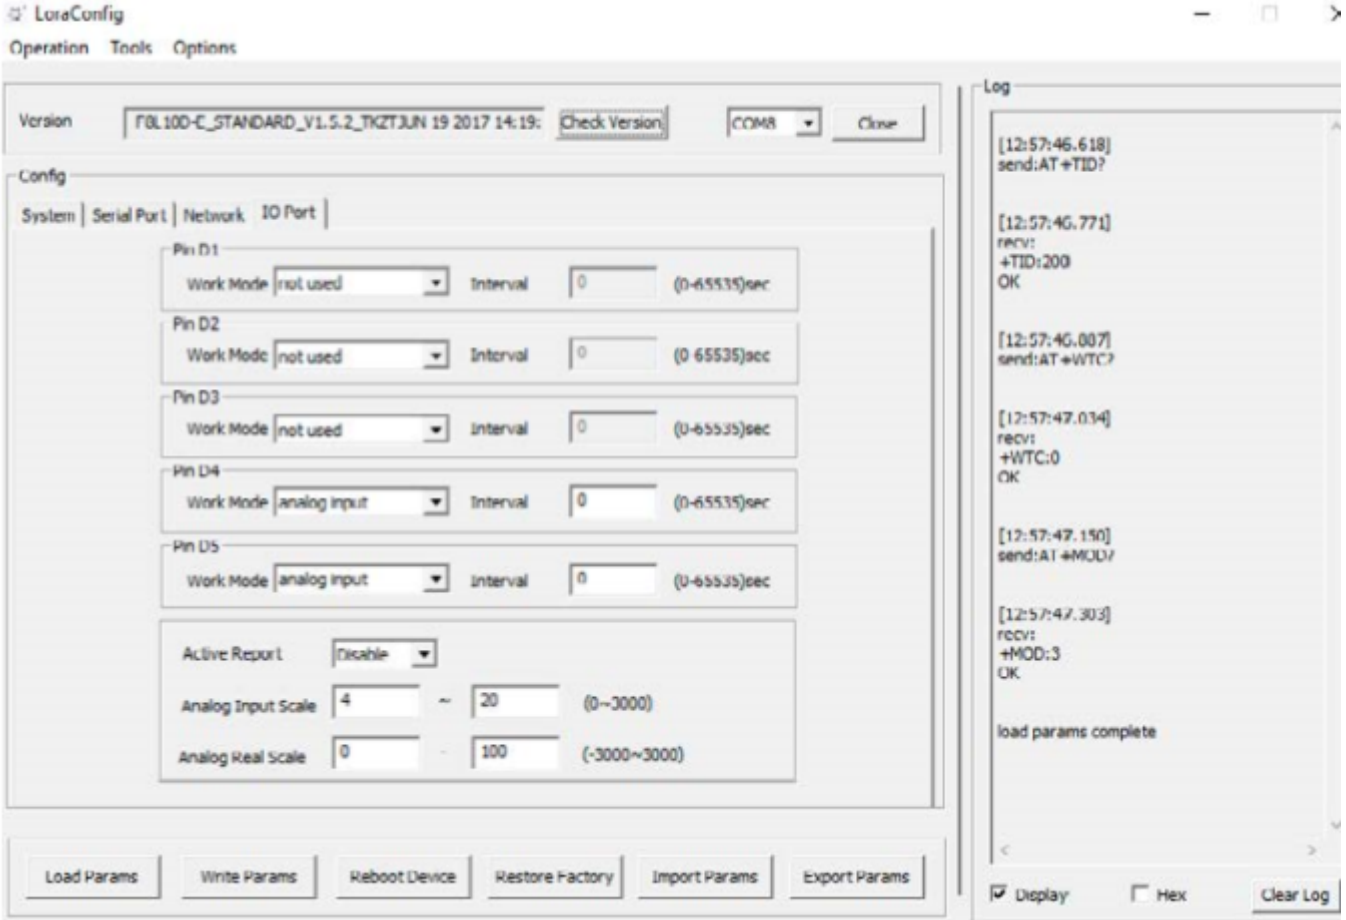 LoraConfig
Operation Tools Options
Version F8L10D-E_STANDARD_V1.5.2_TKZTJUN 19 2017 14:19: Check Version COM8 Close
Config
System Serial Port Network IO Port
Pin D1
Work Mode not used Interval 0 (0-65535)sec
Pin D2
Work Mode not used Interval 0 (0-65535)sec
Pin D3
Work Mode not used Interval 0 (0-65535)sec
Pin D4
Work Mode analog input Interval 0 (0-65535)sec
Pin D5
Work Mode analog input Interval 0 (0-65535)sec
Active Report Disable
Analog Input Scale 4 ~ 20 (0~3000)
Analog Real Scale 0 - 100 (-3000~3000)
Load Params Write Params Reboot Device Restore Factory Import Params Export Params
Log
[12:57:46.618]
send:AT+TID?
[12:57:46.771]
recv:
+TID:200
OK
[12:57:46.887]
send:AT+WTC?
[12:57:47.034]
recv:
+WTC:0
OK
[12:57:47.150]
send:AT+MOD?
[12:57:47.303]
recv:
+MOD:3
OK
load params complete
Display Hex Clear Log